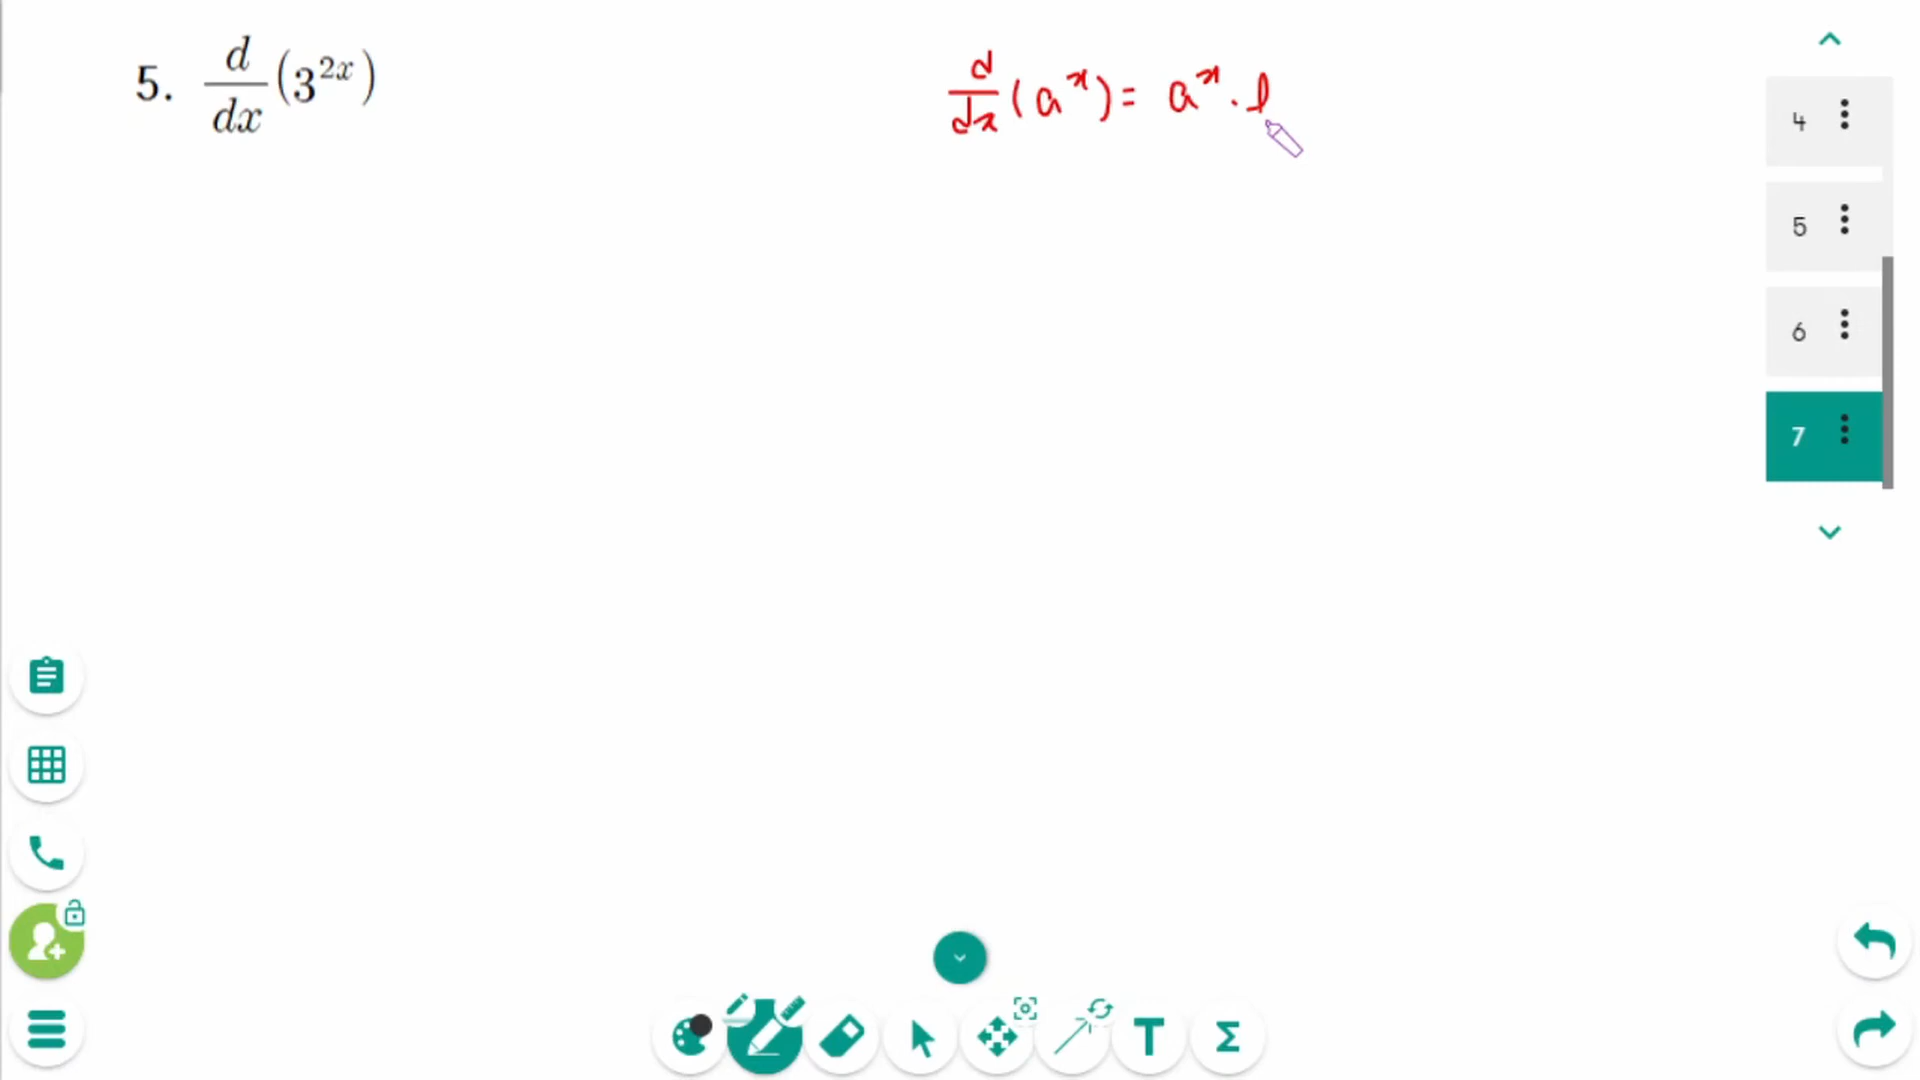 5. d/dx (3^{2x})
d/dx (a^x) = a^x · l
4
5
6
7
T
Σ